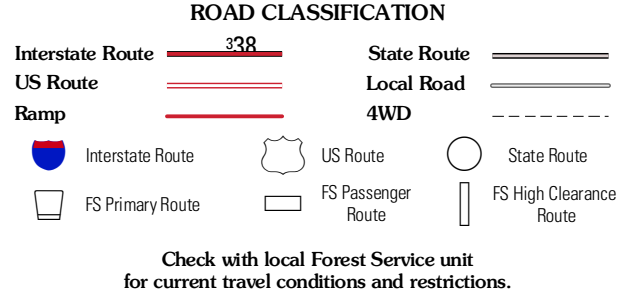 ROAD CLASSIFICATION
³38
Interstate Route
State Route
US Route
Local Road
Ramp
4WD
Interstate Route
US Route
State Route
FS Primary Route
FS Passenger
Route
FS High Clearance
Route
Check with local Forest Service unit
for current travel conditions and restrictions.